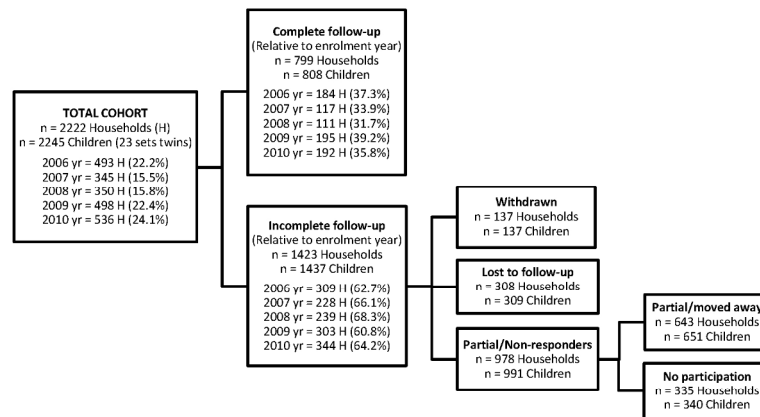 TOTAL COHORT
n = 2222 Households (H)
n = 2245 Children (23 sets twins)
2006 yr = 493 H (22.2%)
2007 yr = 345 H (15.5%)
2008 yr = 350 H (15.8%)
2009 yr = 498 H (22.4%)
2010 yr = 536 H (24.1%)
Complete follow-up
(Relative to enrolment year)
n = 799 Households
n = 808 Children
2006 yr = 184 H (37.3%)
2007 yr = 117 H (33.9%)
2008 yr = 111 H (31.7%)
2009 yr = 195 H (39.2%)
2010 yr = 192 H (35.8%)
Incomplete follow-up
(Relative to enrolment year)
n = 1423 Households
n = 1437 Children
2006 yr = 309 H (62.7%)
2007 yr = 228 H (66.1%)
2008 yr = 239 H (68.3%)
2009 yr = 303 H (60.8%)
2010 yr = 344 H (64.2%)
Withdrawn
n = 137 Households
n = 137 Children
Lost to follow-up
n = 308 Households
n = 309 Children
Partial/Non-responders
n = 978 Households
n = 991 Children
Partial/moved away
n = 643 Households
n = 651 Children
No participation
n = 335 Households
n = 340 Children